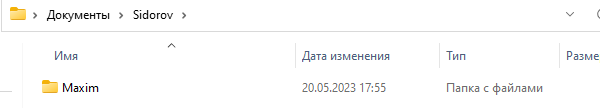 Документы Sidorov
Имя Дата изменения Тип Разме
Maxim 20.05.2023 17:55 Папка с файлами